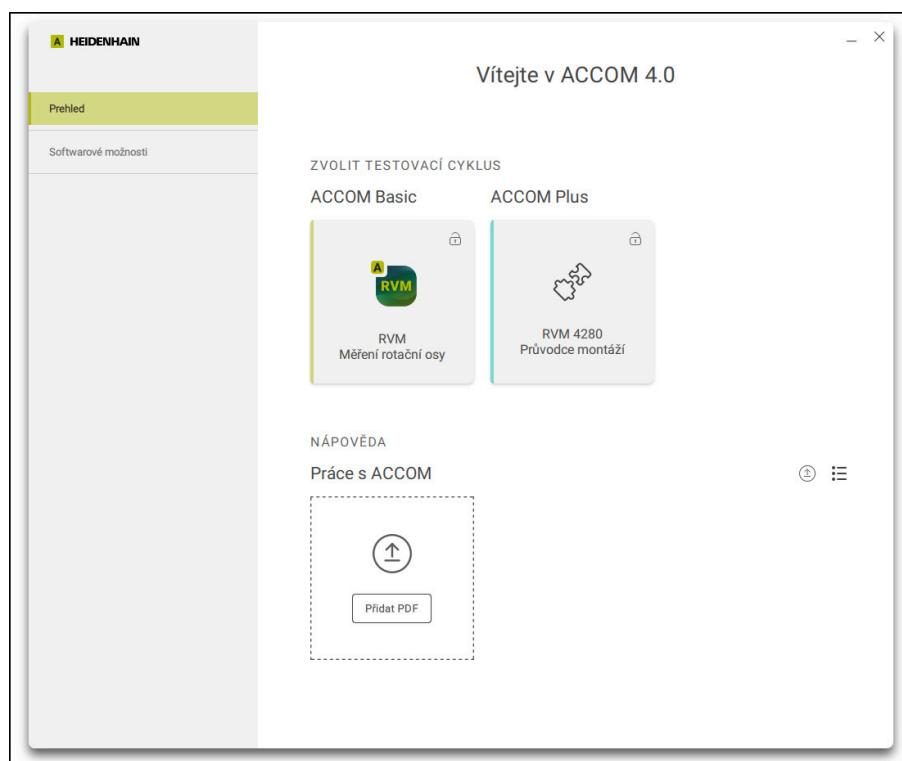 A HEIDENHAIN
Vítejte v ACCOM 4.0
Prehled
Softwarové možnosti
ZVOLIT TESTOVACÍ CYKLUS
ACCOM Basic
ACCOM Plus
A
RVM
RVM
Měření rotační osy
RVM 4280
Průvodce montáží
NÁPOVĚDA
Práce s ACCOM
Přidat PDF